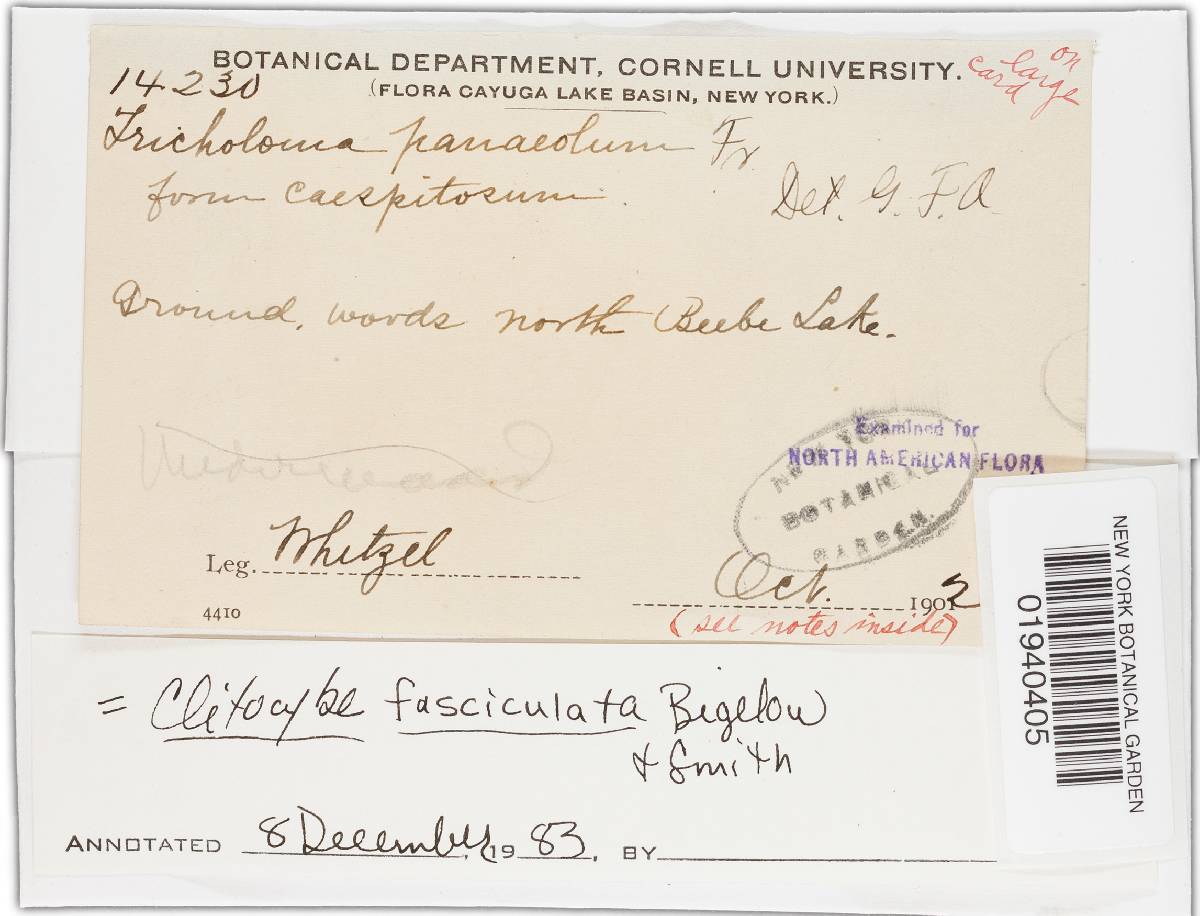 BOTANICAL DEPARTMENT, CORNELL UNIVERSITY.
on large card
14230
(FLORA CAYUGA LAKE BASIN, NEW YORK.)
Tricholoma panaeolum Fr
form caespitosum.
Det. G. F. A.
Ground, woods north Beebe Lake.
Examined for
NORTH AMERICAN FLORA
NEW YORK
BOTANICAL
GARDEN.
Underwood
Leg. Whetzel
Oct. 1902
4410
(see notes inside)
NEW YORK BOTANICAL GARDEN
01940405
= Clitocybe fasciculata Bigelow
& Smith
ANNOTATED 8 December, 1983, BY